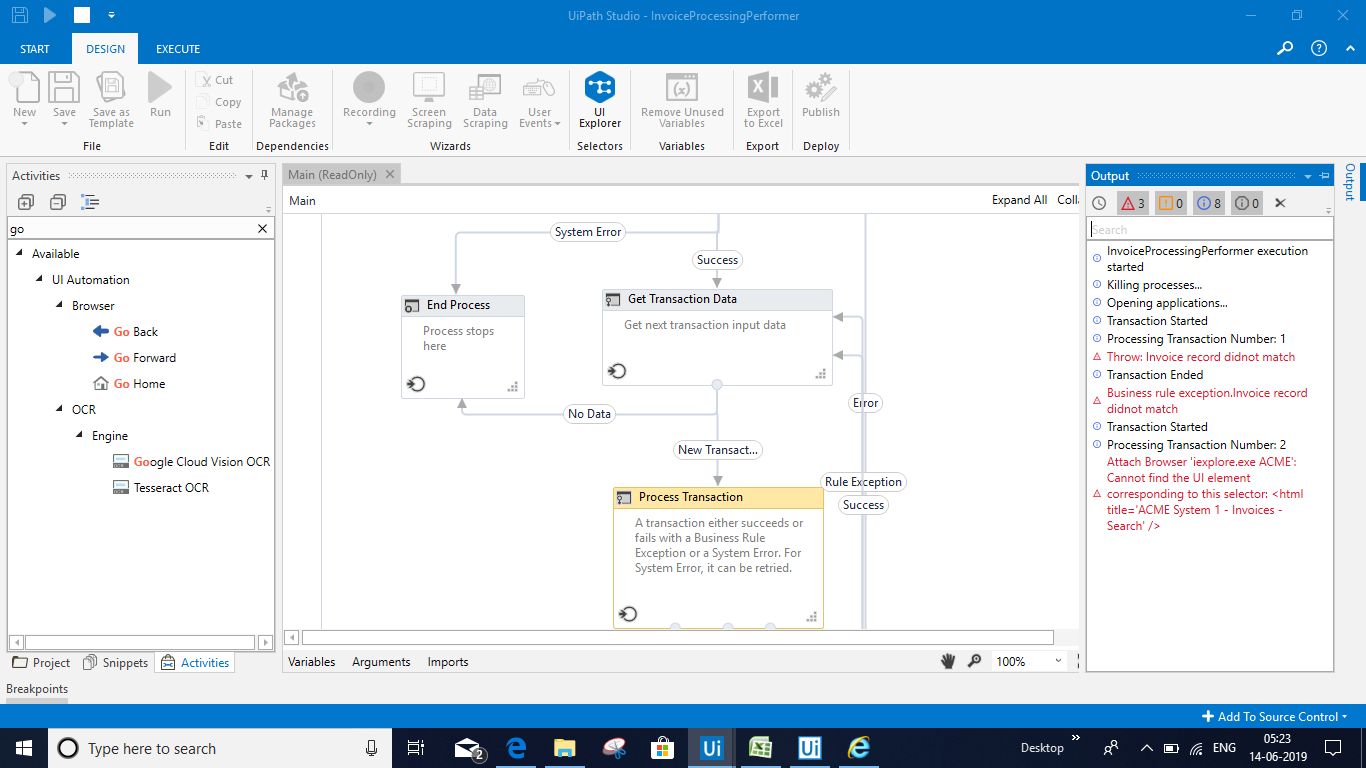 UiPath Studio - InvoiceProcessingPerformer
START DESIGN EXECUTE
New
Save
Save as
Template
Run
File
Cut
Copy
Paste
Edit
Manage
Packages
Dependencies
Recording
Screen
Scraping
Data
Scraping
User
Events
Wizards
UI
Explorer
Selectors
Remove Unused
Variables
Variables
Export
to Excel
Export
Publish
Deploy
Activities
go
Available
UI Automation
Browser
Go Back
Go Forward
Go Home
OCR
Engine
Google Cloud Vision OCR
Tesseract OCR
Project Snippets Activities
Breakpoints
Main (ReadOnly)
Main
Expand All Coll
System Error
Success
End Process
Process stops
here
Get Transaction Data
Get next transaction input data
No Data
Error
New Transact...
Rule Exception
Success
Process Transaction
A transaction either succeeds or
fails with a Business Rule
Exception or a System Error. For
System Error, it can be retried.
Variables Arguments Imports
100%
Output
3 0 8 0
Search
InvoiceProcessingPerformer execution
started
Killing processes...
Opening applications...
Transaction Started
Processing Transaction Number: 1
Throw: Invoice record didnot match
Transaction Ended
Business rule exception.Invoice record
didnot match
Transaction Started
Processing Transaction Number: 2
Attach Browser 'iexplore.exe ACME':
Cannot find the UI element
corresponding to this selector: <html
title='ACME System 1 - Invoices -
Search' />
Output
Add To Source Control
Type here to search
2
Ui
Ui
Desktop
ENG
05:23
14-06-2019